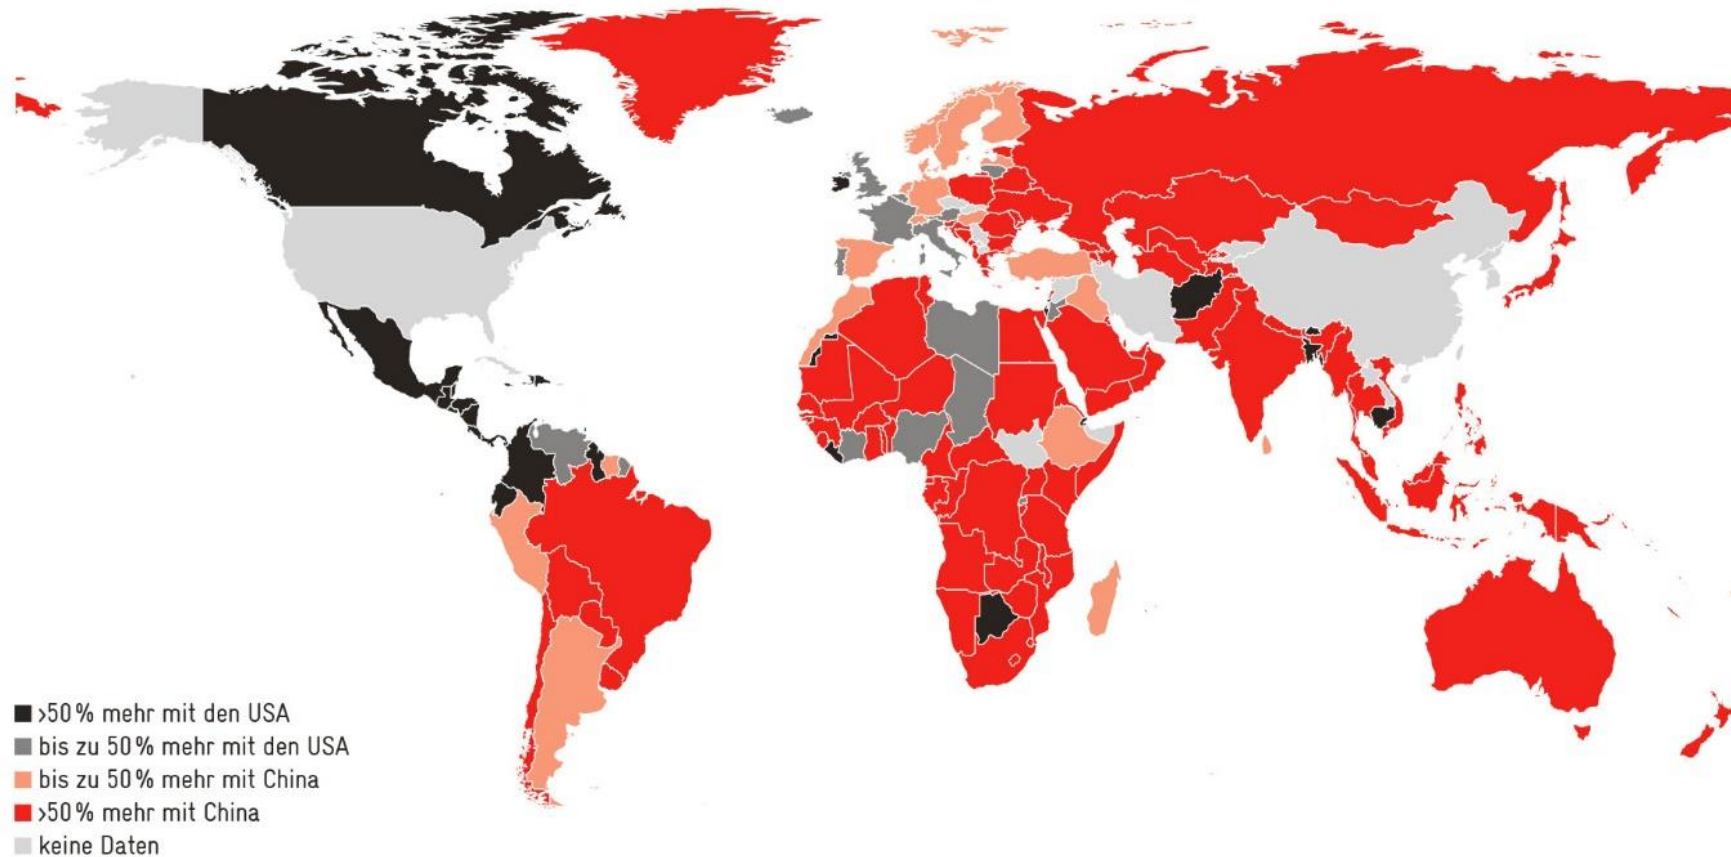 >50% mehr mit den USA
bis zu 50% mehr mit den USA
bis zu 50% mehr mit China
>50% mehr mit China
keine Daten